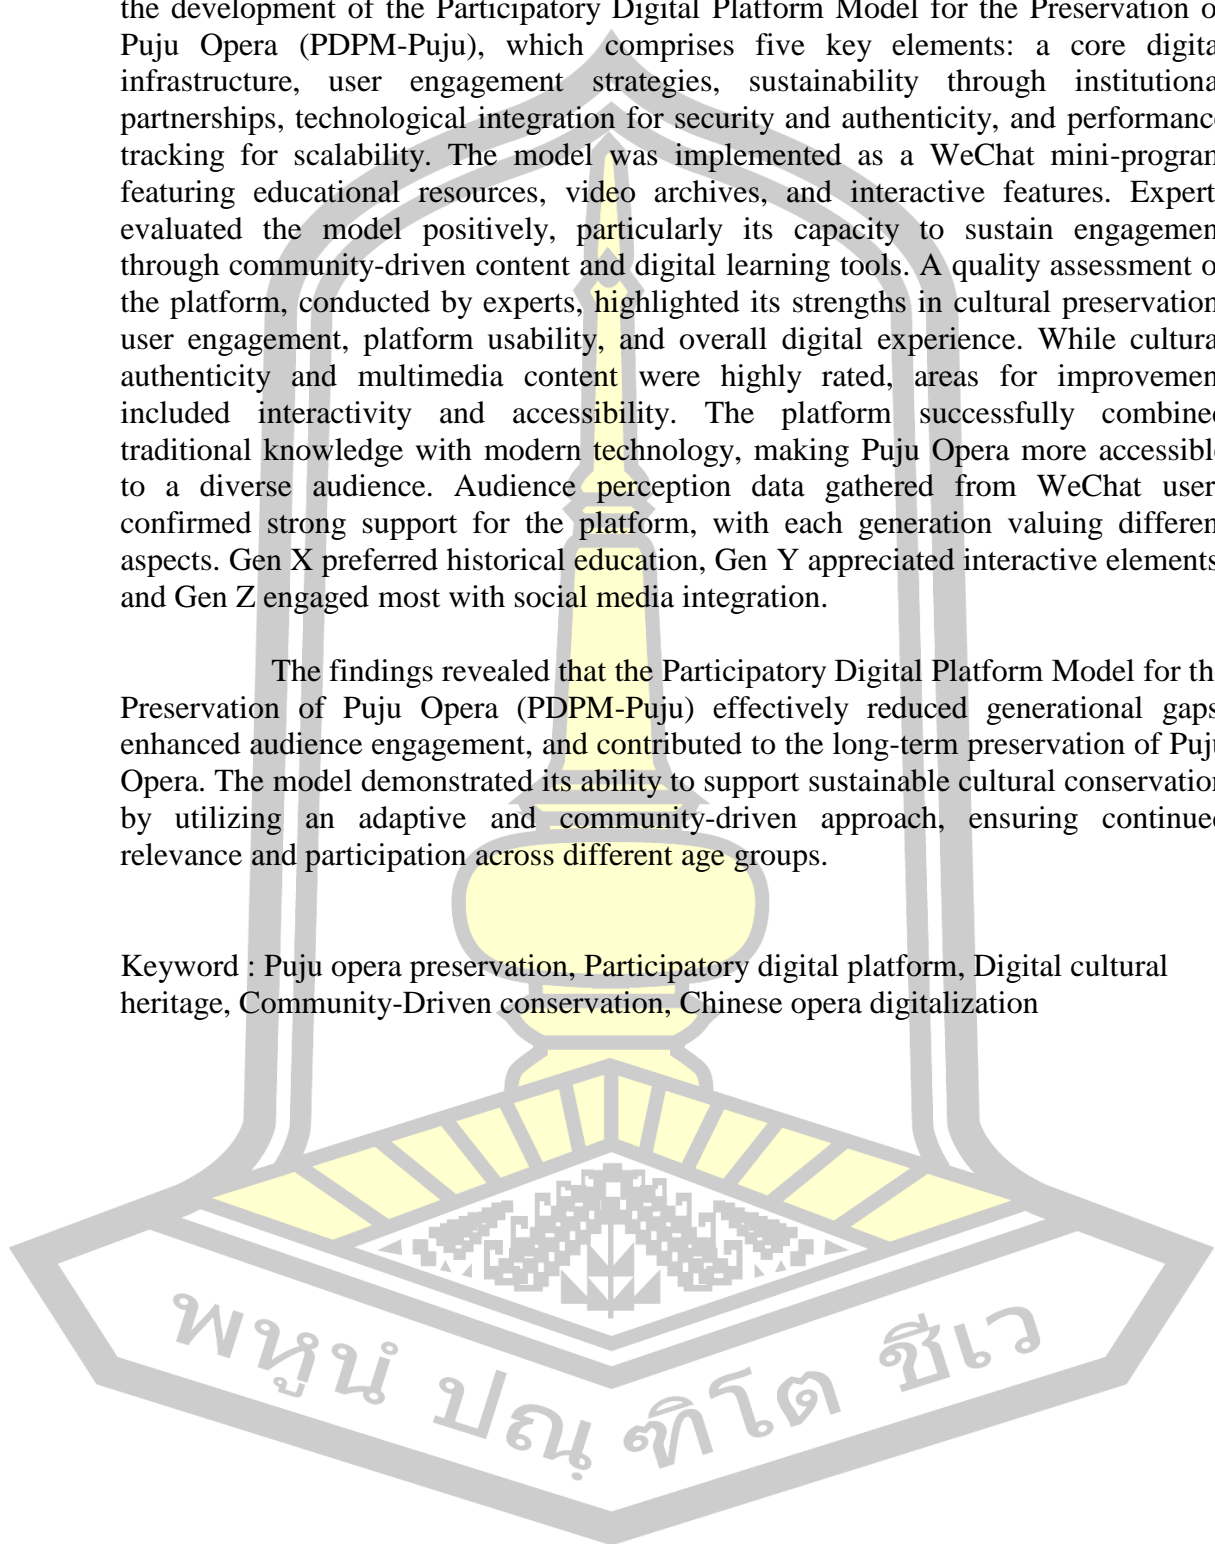 the development of the Participatory Digital Platform Model for the Preservation o
Puju Opera (PDPM-Puju), which comprises five key elements: a core digita
infrastructure, user engagement strategies, sustainability through institutiona
partnerships, technological integration for security and authenticity, and performance
tracking for scalability. The model was implemented as a WeChat mini-program
featuring educational resources, video archives, and interactive features. Expert
evaluated the model positively, particularly its capacity to sustain engagemen
through community-driven content and digital learning tools. A quality assessment o
the platform, conducted by experts, highlighted its strengths in cultural preservation
user engagement, platform usability, and overall digital experience. While cultura
authenticity and multimedia content were highly rated, areas for improvemen
included interactivity and accessibility. The platform successfully combined
traditional knowledge with modern technology, making Puju Opera more accessible
to a diverse audience. Audience perception data gathered from WeChat user
confirmed strong support for the platform, with each generation valuing differen
aspects. Gen X preferred historical education, Gen Y appreciated interactive elements
and Gen Z engaged most with social media integration.
The findings revealed that the Participatory Digital Platform Model for th
Preservation of Puju Opera (PDPM-Puju) effectively reduced generational gaps
enhanced audience engagement, and contributed to the long-term preservation of Puju
Opera. The model demonstrated its ability to support sustainable cultural conservation
by utilizing an adaptive and community-driven approach, ensuring continued
relevance and participation across different age groups.
Keyword : Puju opera preservation, Participatory digital platform, Digital cultural
heritage, Community-Driven conservation, Chinese opera digitalization
พหูนํ ปณฺฑิโต ชีเว